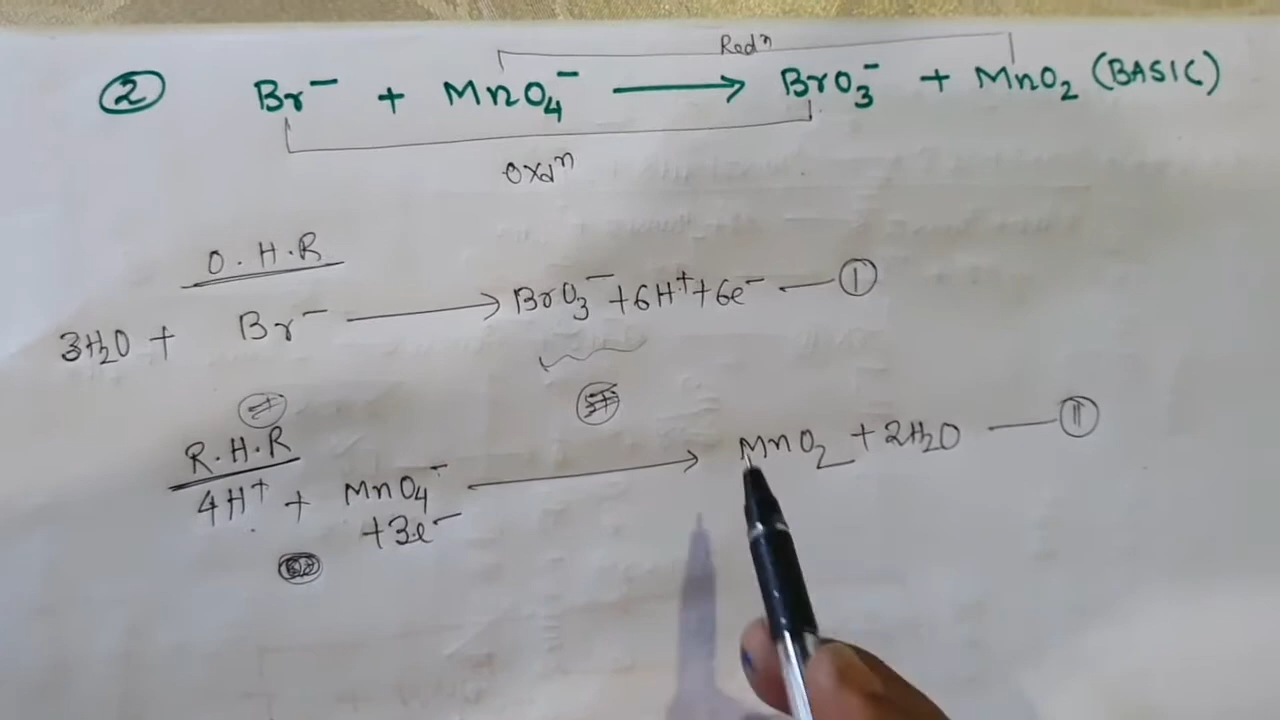 Redⁿ
② Br⁻ + MnO₄⁻ ⟶ BrO₃⁻ + MnO₂ (BASIC)
Oxdⁿ
O.H.R
3H₂O + Br⁻ ⟶ BrO₃⁻ + 6H⁺ + 6e⁻ — Ⅰ
R.H.R
4H⁺ + MnO₄⁻ ⟶ MnO₂ + 2H₂O — Ⅱ
+3e⁻